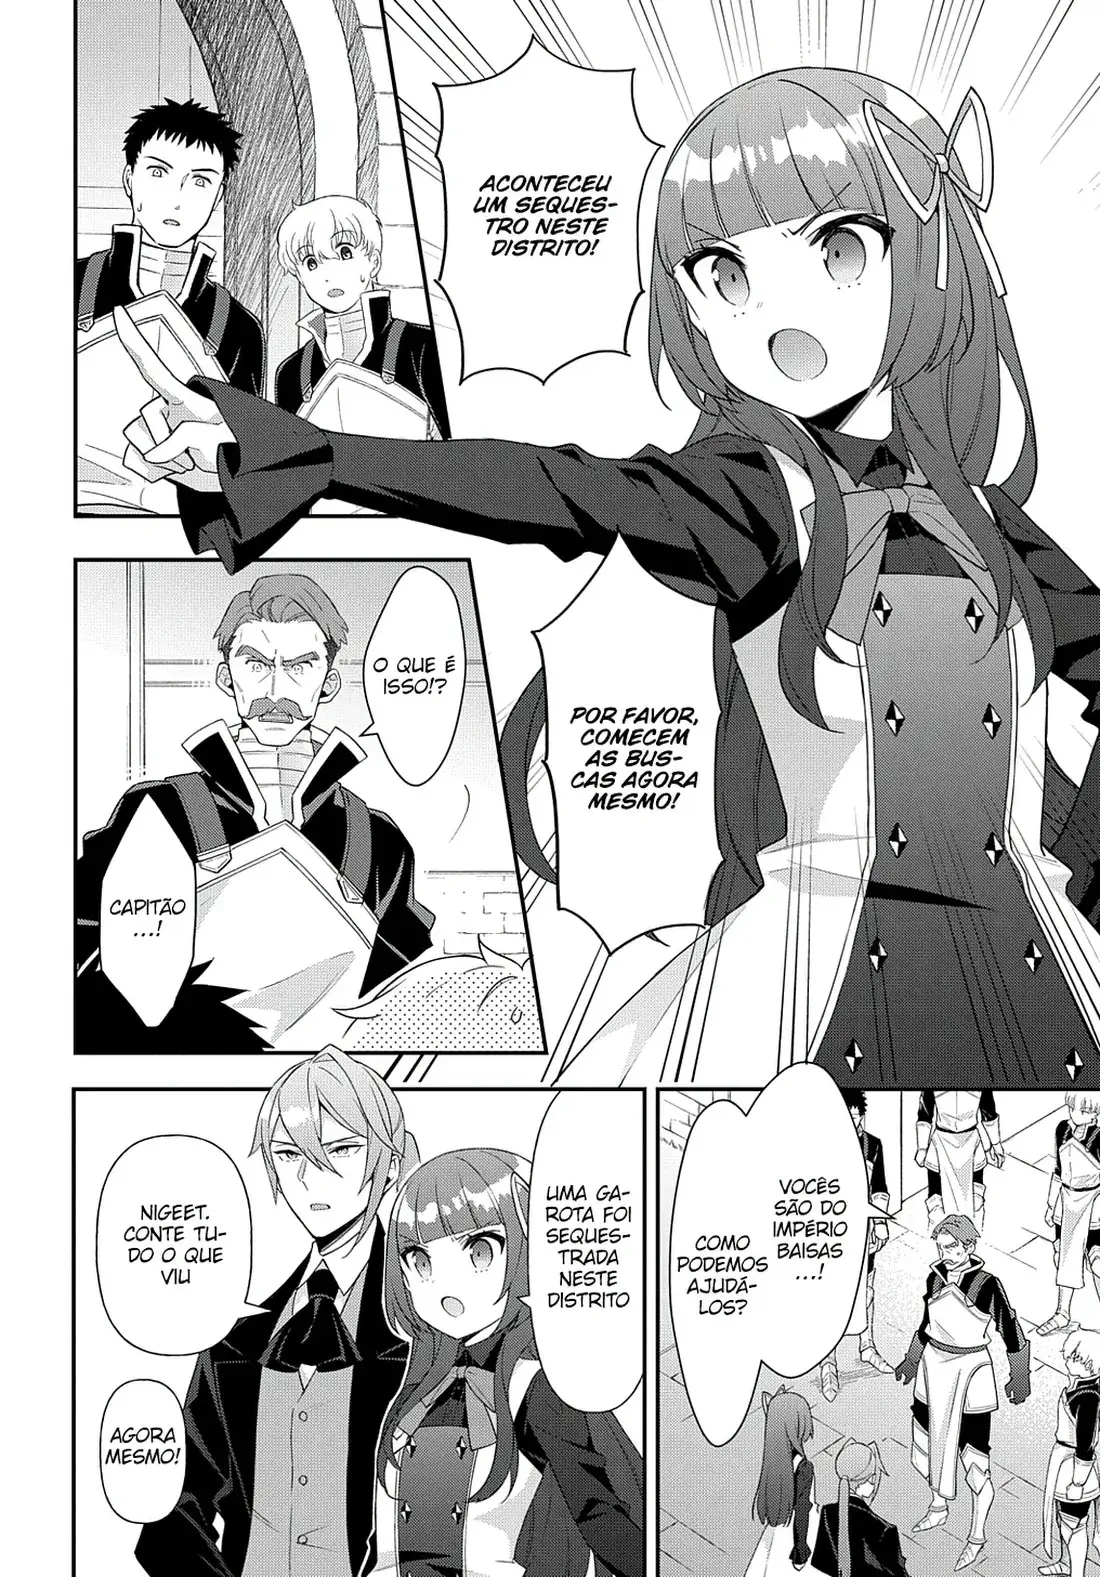 ACONTECEU
UM SEQUES-
TRO NESTE
DISTRITO!
POR FAVOR,
COMECEM
AS BUS-
CAS AGORA
MESMO!
O QUE É
ISSO!?
CAPITÃO
...!
VOCÊS
SÃO DO
IMPÉRIO
BAISAS
...!
COMO
PODEMOS
AJUDÁ-
LOS?
UMA GA-
ROTA FOI
SEQUES-
TRADA
NESTE
DISTRITO
NIGEET.
CONTE TU-
DO O QUE
VIU
AGORA
MESMO!